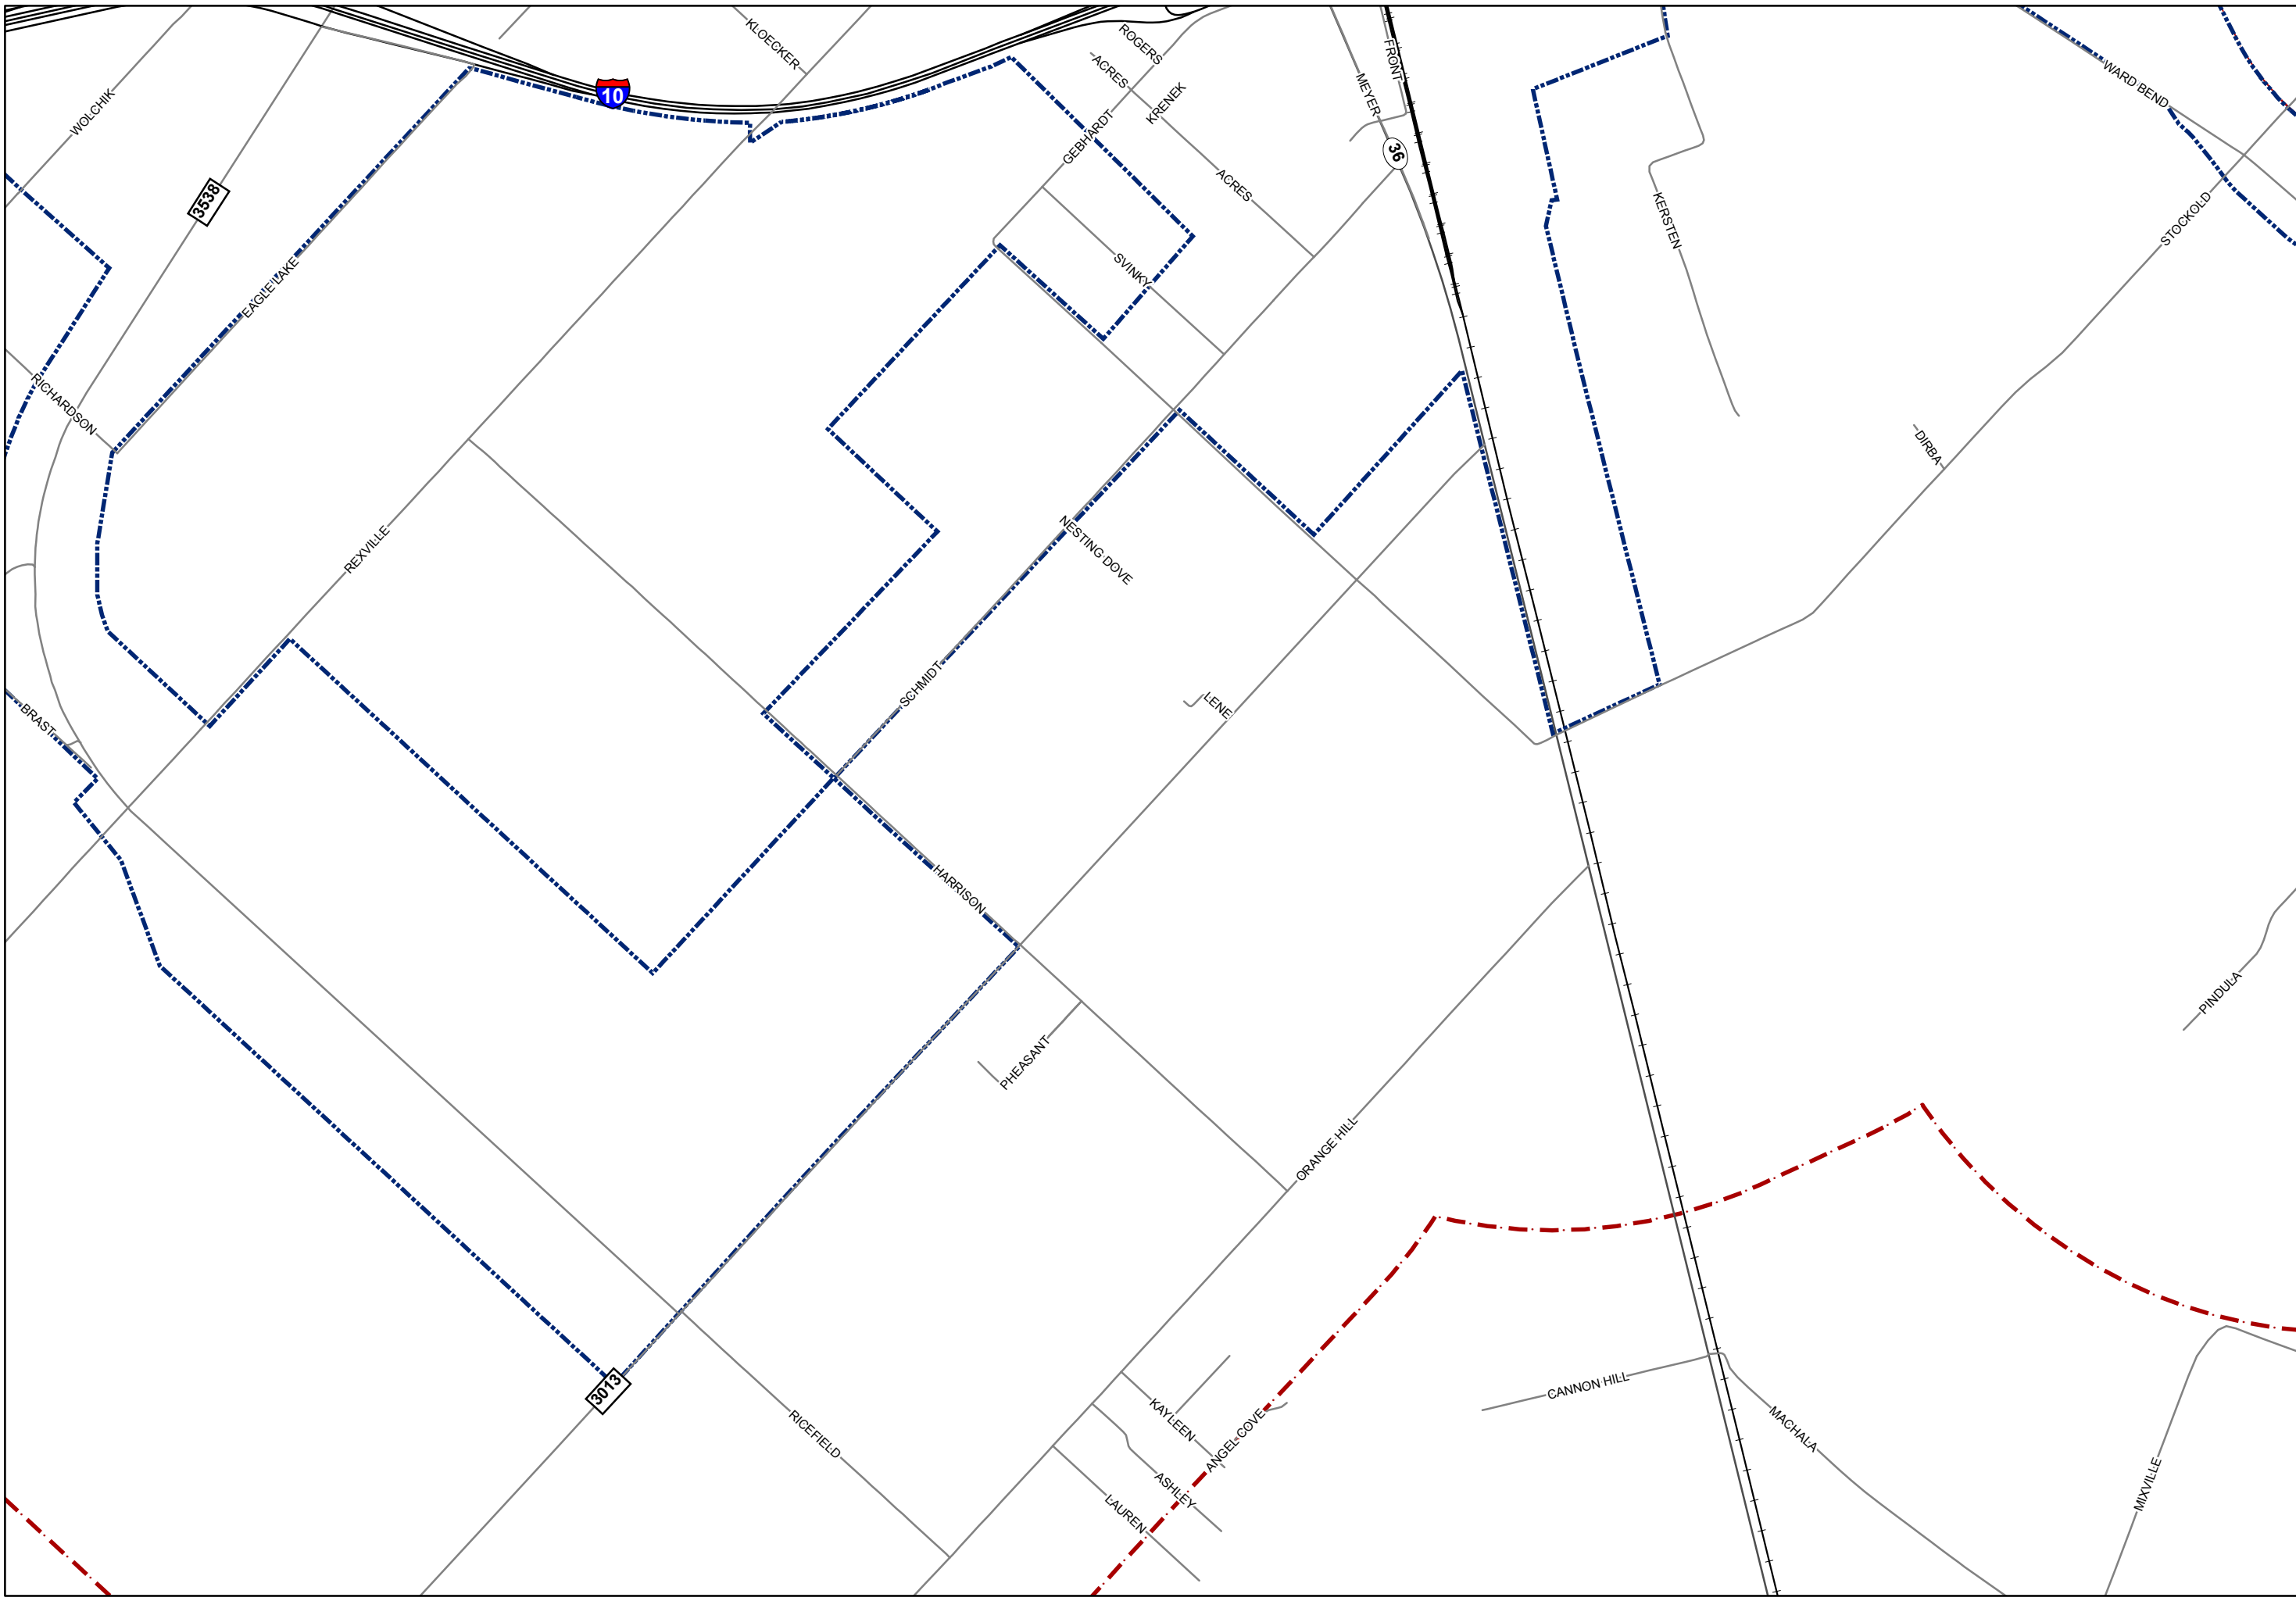 KLOECKER
ROGERS
FRONT
ACRES
WARD BEND
10
MEYER
WOLCHIK
KRENEK
GEBHARDT
36
ACRES
3538
KERSTEN
STOCKOLD
SVINKY
EAGLE LAKE
RICHARDSON
DIRBA
REXVILLE
NESTING DOVE
SCHMIDT
LENE
BRAST
HARRISON
PINDULA
PHEASANT
ORANGE HILL
3013
CANNON HILL
KAYLEEN
RICEFIELD
ANGEL COVE
MACHALA
ASHLEY
MIXVILLE
LAUREN